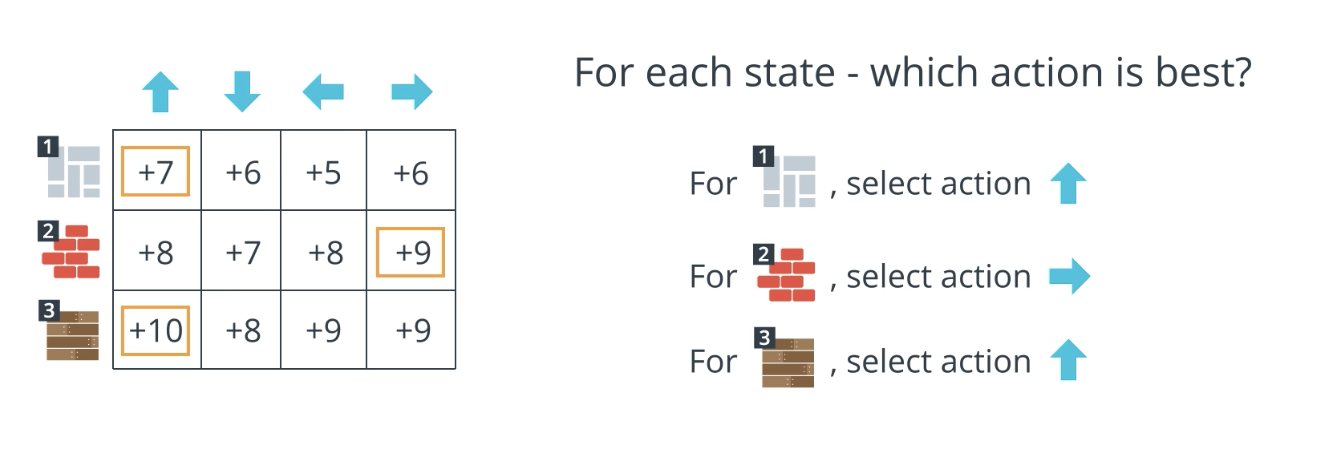 For each state - which action is best?
1
+7 +6 +5 +6
2
+8 +7 +8 +9
3
+10 +8 +9 +9
For 1 , select action
For 2 , select action
For 3 , select action